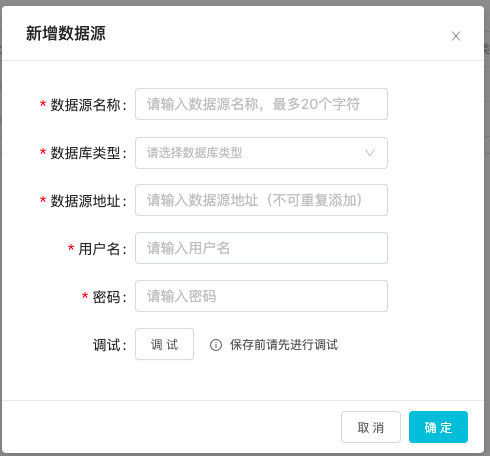 新增数据源
* 数据源名称: 请输入数据源名称，最多20个字符
* 数据库类型: 请选择数据库类型
* 数据源地址: 请输入数据源地址（不可重复添加）
* 用户名: 请输入用户名
* 密码: 请输入密码
调试: 调 试 保存前请先进行调试
取 消 确 定